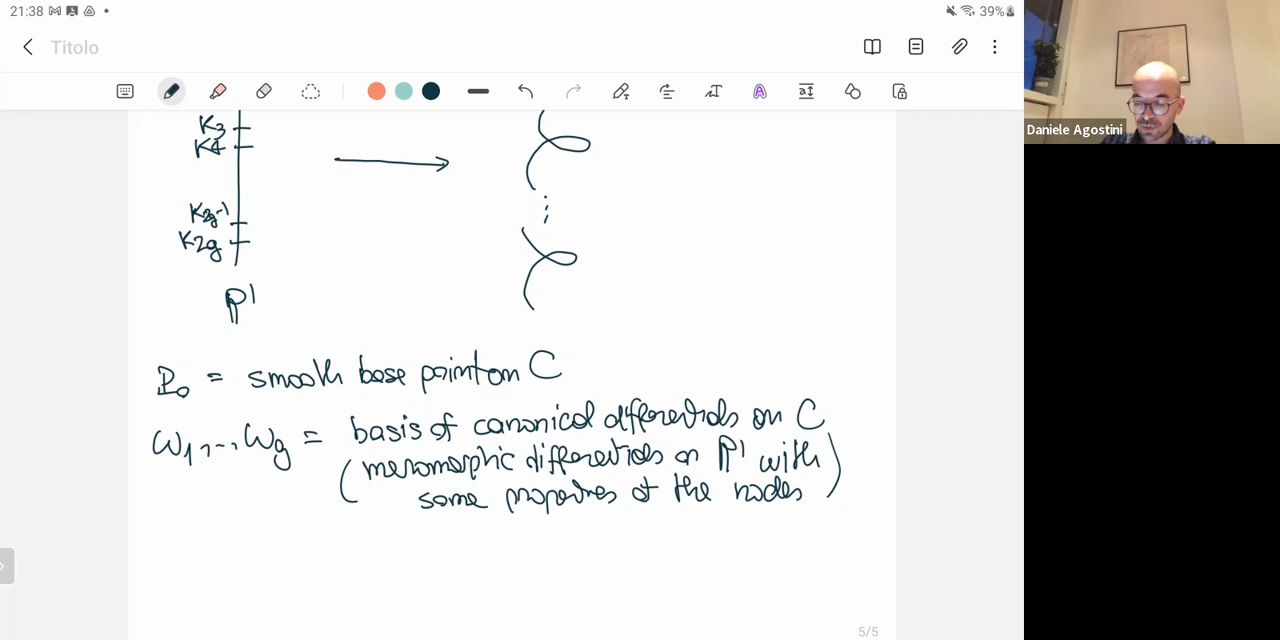 21:38
39%
Titolo
K3
K4
K2g-1
K2g
P¹
P₀ = smooth base point on C
ω₁, ..., ωg = basis of canonical differentials on C
(meromorphic differentials on P¹ with
some properties at the nodes)
5/5
Daniele Agostini